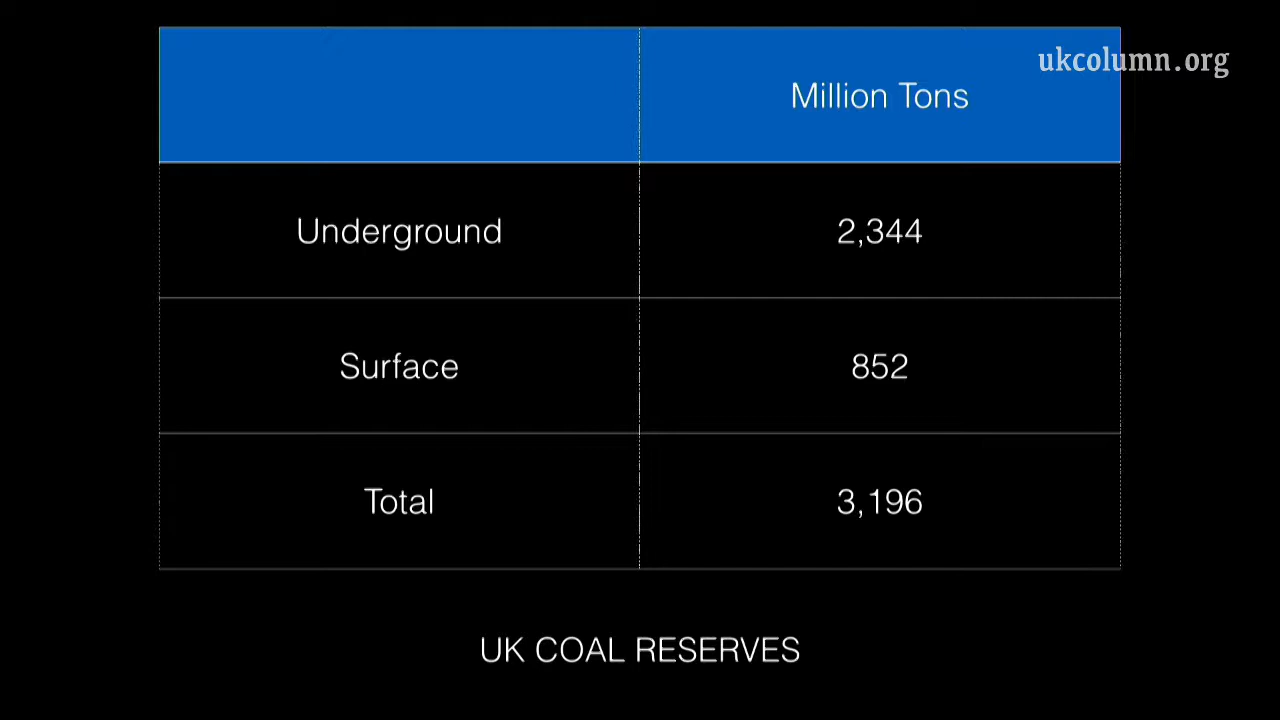 ukcolumn.org
Million Tons
Underground 2,344
Surface 852
Total 3,196
UK COAL RESERVES